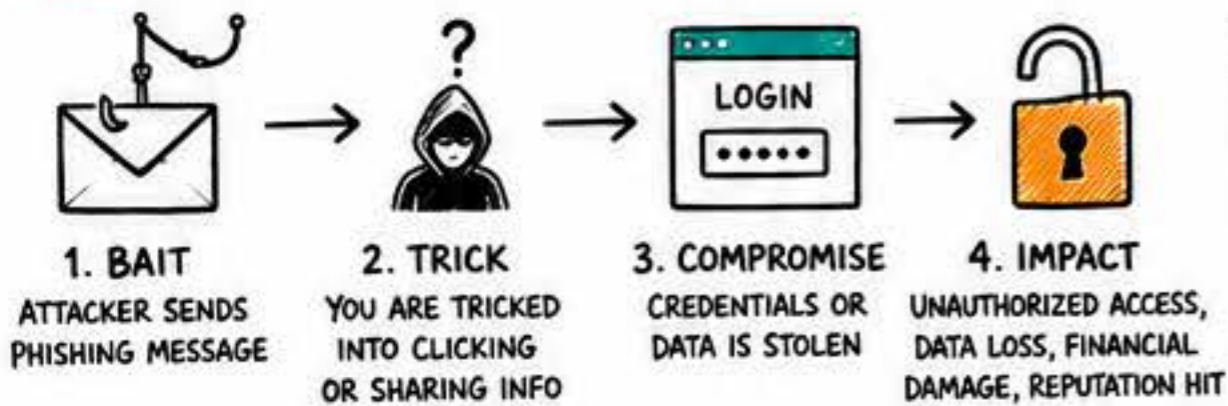 ?
LOGIN
1. BAIT
ATTACKER SENDS
PHISHING MESSAGE
2. TRICK
YOU ARE TRICKED
INTO CLICKING
OR SHARING INFO
3. COMPROMISE
CREDENTIALS OR
DATA IS STOLEN
4. IMPACT
UNAUTHORIZED ACCESS,
DATA LOSS, FINANCIAL
DAMAGE, REPUTATION HIT